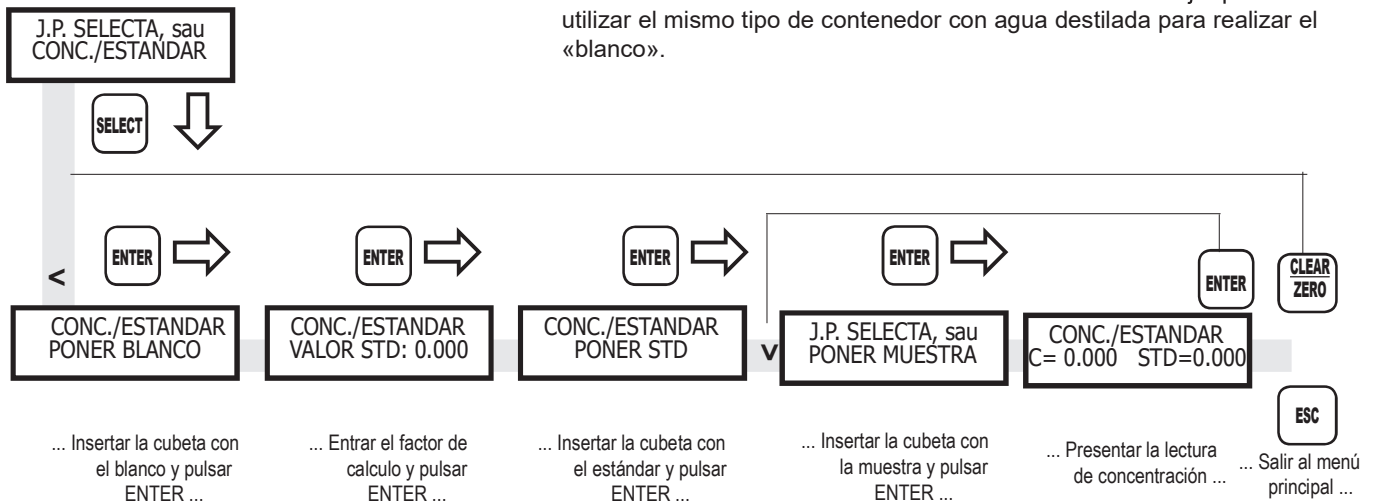 utilizar el mismo tipo de contenedor con agua destilada para realizar el
«blanco».
J.P. SELECTA, sau
CONC./ESTANDAR
SELECT
<
ENTER
ENTER
ENTER
ENTER
ENTER
CLEAR
ZERO
CONC./ESTANDAR
PONER BLANCO
CONC./ESTANDAR
VALOR STD: 0.000
CONC./ESTANDAR
PONER STD
v
J.P. SELECTA, sau
PONER MUESTRA
CONC./ESTANDAR
C= 0.000 STD=0.000
ESC
... Insertar la cubeta con
el blanco y pulsar
ENTER ...
... Entrar el factor de
calculo y pulsar
ENTER ...
... Insertar la cubeta con
el estándar y pulsar
ENTER ...
... Insertar la cubeta con
la muestra y pulsar
ENTER ...
... Presentar la lectura
de concentración ...
... Salir al menú
principal ...